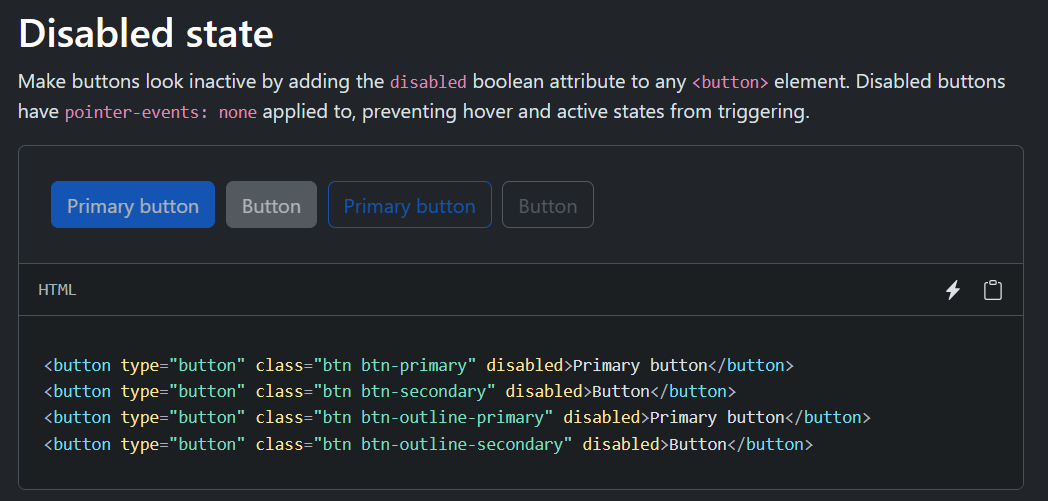 Disabled state
Make buttons look inactive by adding the disabled boolean attribute to any <button> element. Disabled buttons
have pointer-events: none applied to, preventing hover and active states from triggering.
Primary button Button Primary button Button
HTML
<button type="button" class="btn btn-primary" disabled>Primary button</button>
<button type="button" class="btn btn-secondary" disabled>Button</button>
<button type="button" class="btn btn-outline-primary" disabled>Primary button</button>
<button type="button" class="btn btn-outline-secondary" disabled>Button</button>